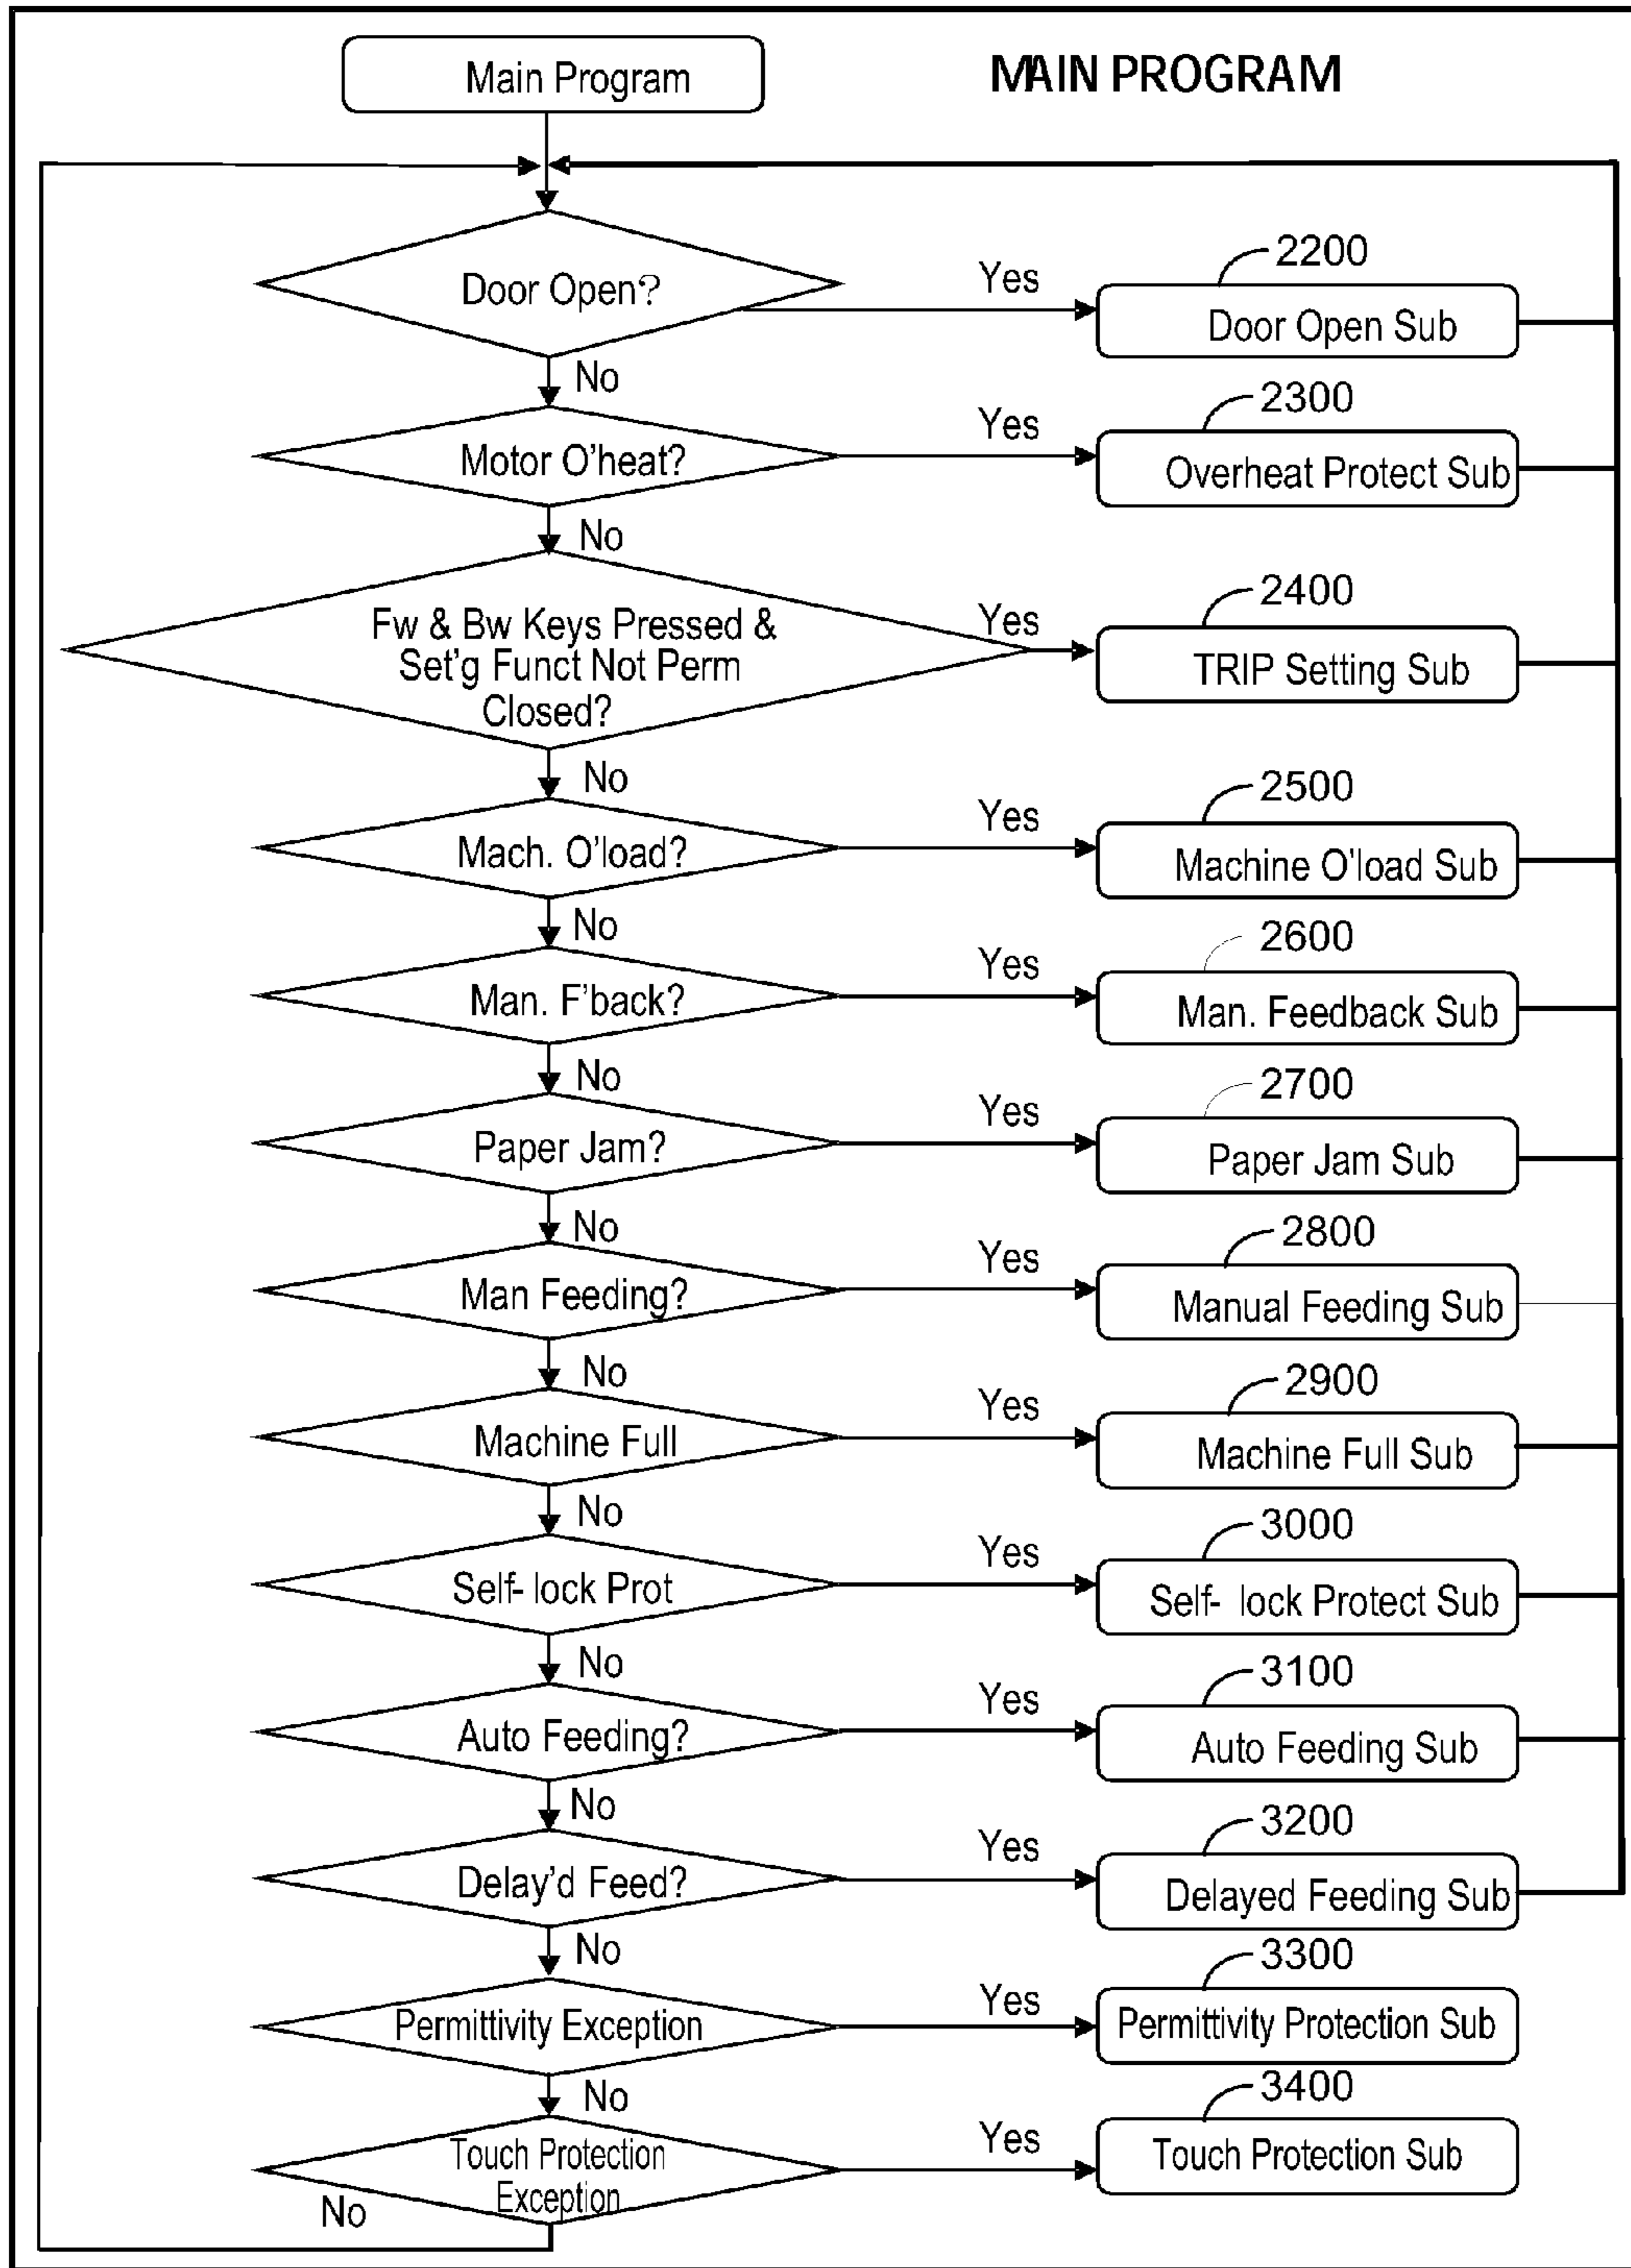 Main Program
MAIN PROGRAM
Door Open?
Yes
2200
Door Open Sub
No
Motor O'heat?
Yes
2300
Overheat Protect Sub
No
Fw & Bw Keys Pressed &
Set'g Funct Not Perm
Closed?
Yes
2400
TRIP Setting Sub
No
Mach. O'load?
Yes
2500
Machine O'load Sub
No
Man. F'back?
Yes
2600
Man. Feedback Sub
No
Paper Jam?
Yes
2700
Paper Jam Sub
No
Man Feeding?
Yes
2800
Manual Feeding Sub
No
Machine Full
Yes
2900
Machine Full Sub
No
Self- lock Prot
Yes
3000
Self- lock Protect Sub
No
Auto Feeding?
Yes
3100
Auto Feeding Sub
No
Delay'd Feed?
Yes
3200
Delayed Feeding Sub
No
Permittivity Exception
Yes
3300
Permittivity Protection Sub
No
Touch Protection
Exception
Yes
3400
Touch Protection Sub
No